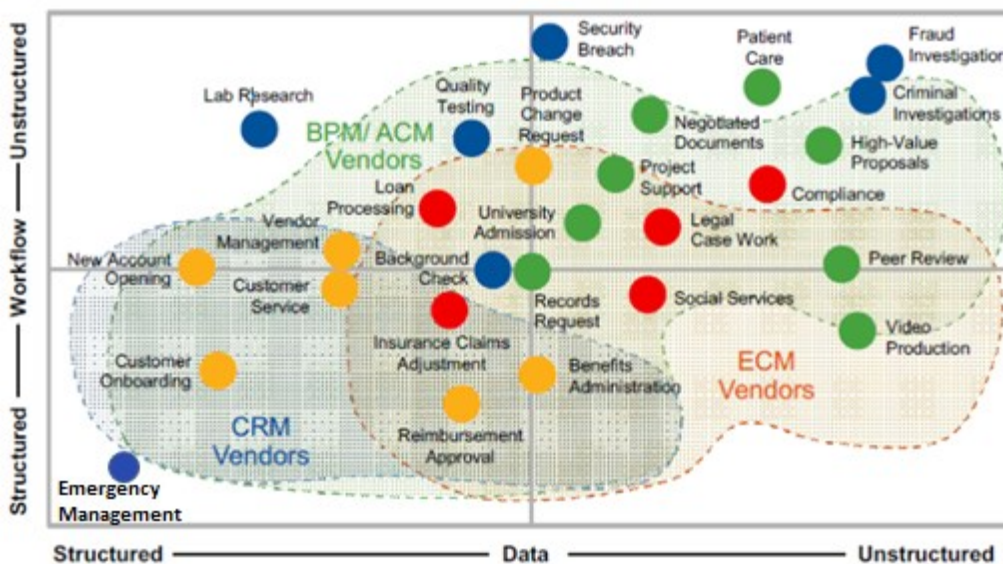 Unstructured
Workflow
Structured
Security
Breach
Patient
Care
Fraud
Investigation
Lab Research
Quality
Testing
Product
Change
Request
Criminal
Investigations
BPM/ ACM
Vendors
Negotiated
Documents
High-Value
Proposals
Loan
Processing
Project
Support
Compliance
University
Admission
Legal
Case Work
Vendor
Management
New Account
Opening
Background
Check
Peer Review
Customer
Service
Records
Request
Social Services
Video
Production
Insurance Claims
Adjustment
Customer
Onboarding
Benefits
Administration
ECM
Vendors
CRM
Vendors
Reimbursement
Approval
Emergency
Management
Structured
Data
Unstructured